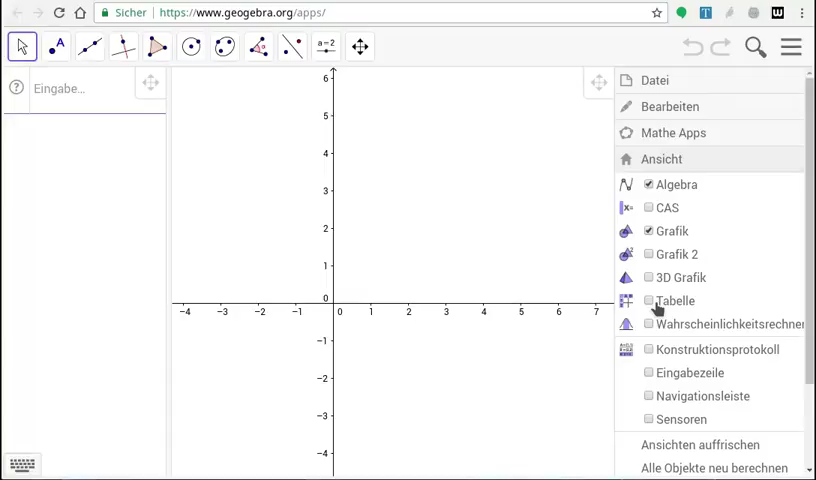 Sicher https://www.geogebra.org/apps/
A
a=2
Eingabe...
Datei
Bearbeiten
Mathe Apps
Ansicht
Algebra
x= CAS
Grafik
Grafik 2
3D Grafik
Tabelle
Wahrscheinlichkeitsrechner
Konstruktionsprotokoll
Eingabezeile
Navigationsleiste
Sensoren
Ansichten auffrischen
Alle Objekte neu berechnen
6
5
4
3
2
1
0
−4 −3 −2 −1 0 1 2 3 4 5 6 7
−1
−2
−3
−4